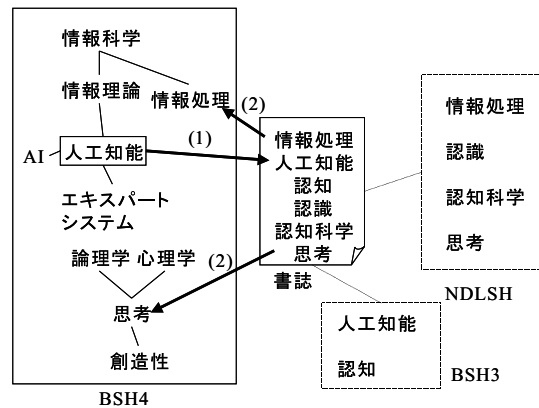 情報科学
情報理論
情報処理
AI
人工知能
エキスパート
システム
論理学 心理学
思考
創造性
BSH4
(1)
(2)
(2)
情報処理
人工知能
認知
認識
認知科学
思考
書誌
情報処理
認識
認知科学
思考
NDLSH
人工知能
認知
BSH3